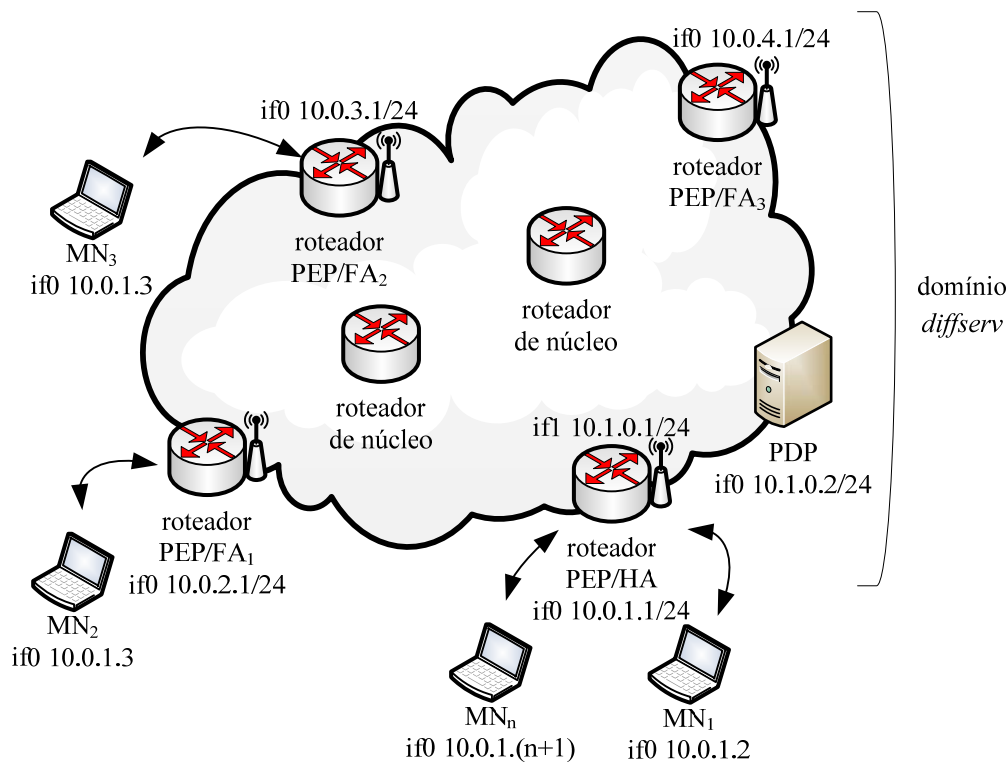 if0 10.0.4.1/24
roteador
PEP/FA3
if0 10.0.3.1/24
roteador
PEP/FA2
MN3
if0 10.0.1.3
roteador
de núcleo
roteador
de núcleo
domínio
diffserv
PDP
if0 10.1.0.2/24
if1 10.1.0.1/24
roteador
PEP/HA
if0 10.0.1.1/24
roteador
PEP/FA1
if0 10.0.2.1/24
MN2
if0 10.0.1.3
MNn
if0 10.0.1.(n+1)
MN1
if0 10.0.1.2